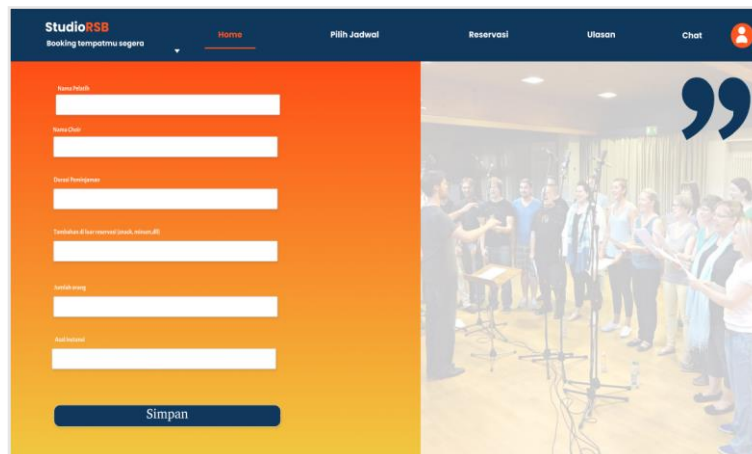 StudioRSB
Booking tempatmu segera
Home
Pilih Jadwal
Reservasi
Ulasan
Chat
Nama Pelatih
Nama Choir
Durasi Peminjaman
Tambahan di luar reservasi (snack, minum, dll)
Jumlah orang
Asal instansi
Simpan